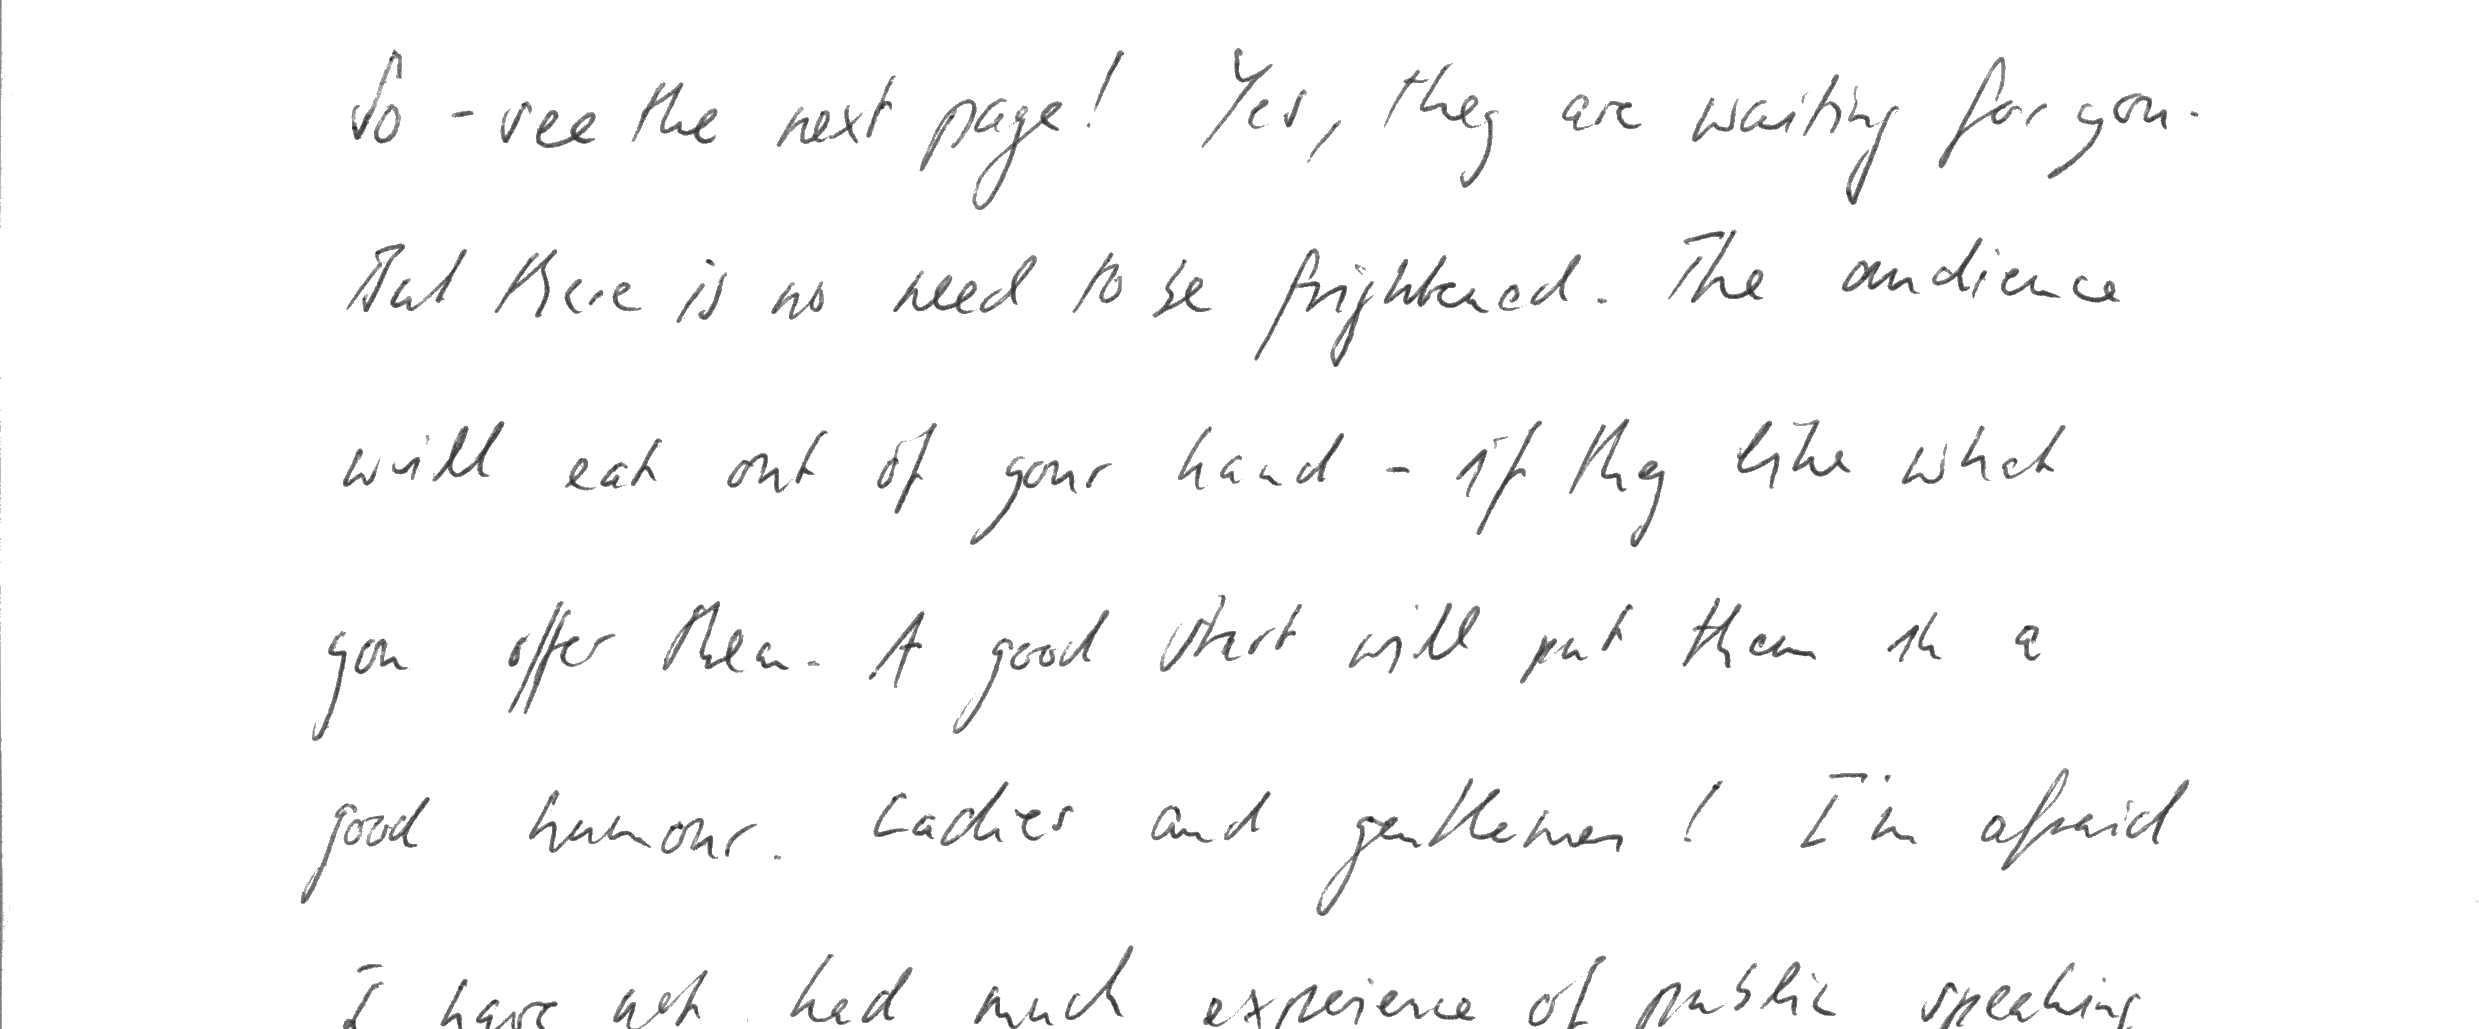 So - see the next page! Yes, they are waiting for you.
But there is no need to be frightened. The audience
will eat out of your hand - if they like what
you offer them. A good start will put them in a
good humour. Ladies and gentlemen! I'm afraid
I have not had much experience of public speaking